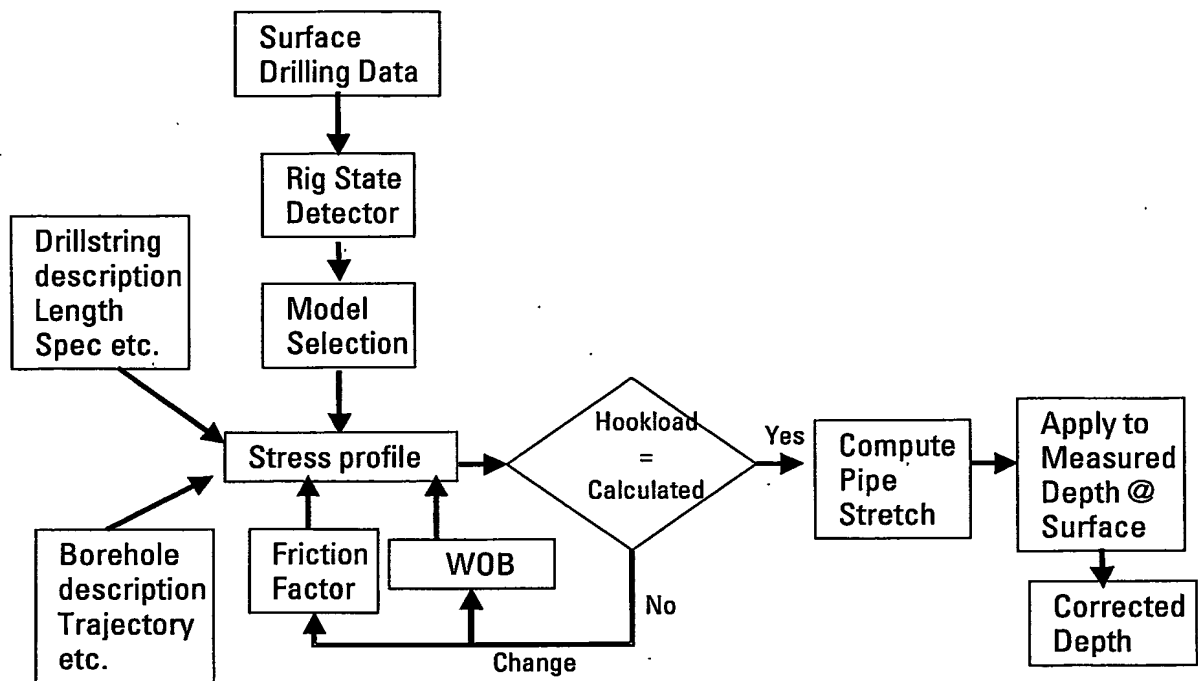 Surface
Drilling Data
Rig State
Detector
Drillstring
description
Length
Spec etc.
Model
Selection
Stress profile
Hookload
=
Calculated
Yes
Compute
Pipe
Stretch
Apply to
Measured
Depth @
Surface
Borehole
description
Trajectory
etc.
Friction
Factor
WOB
No
Change
Corrected
Depth